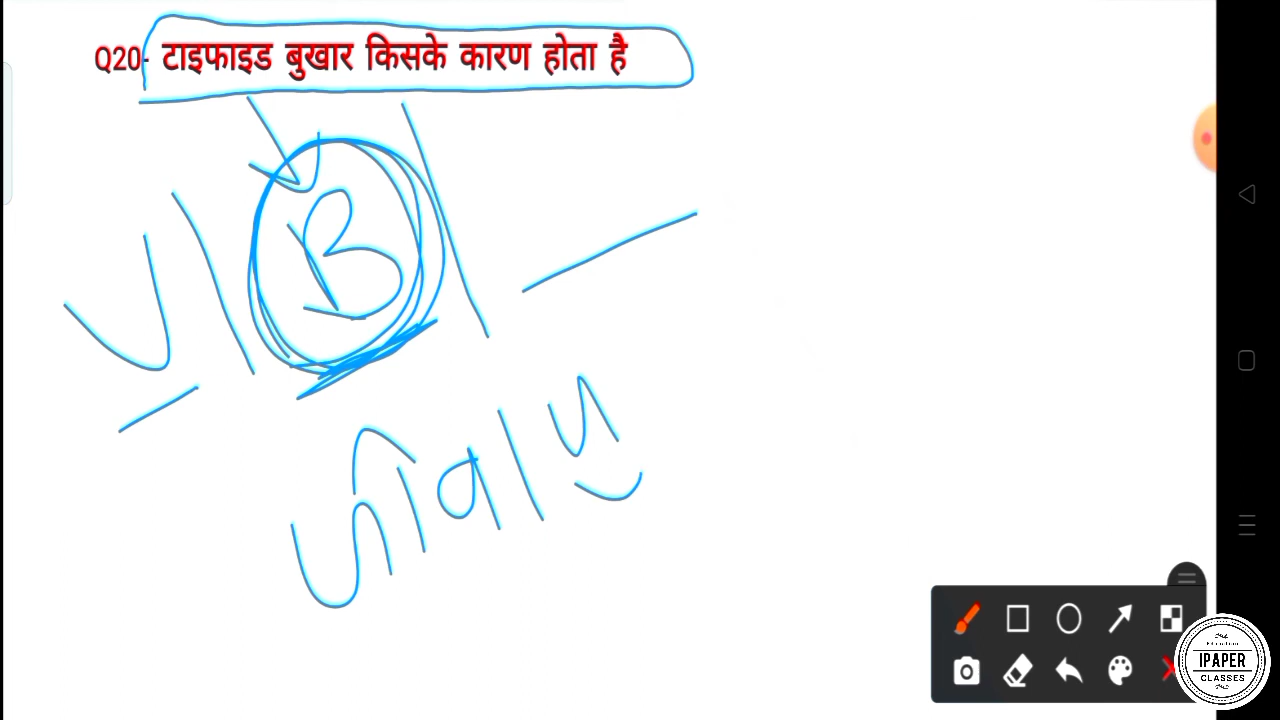 Q20- टाइफाइड बुखार किसके कारण होता है
V B
जीवाणु
IPAPER
CLASSES